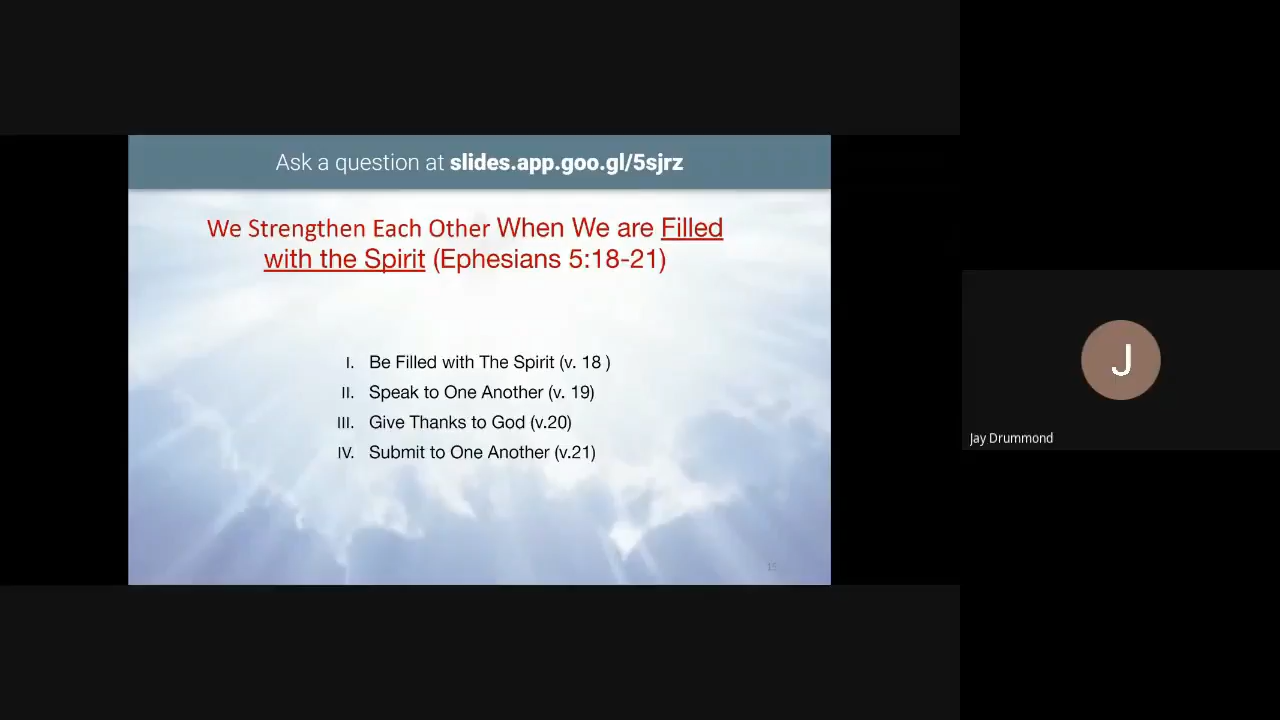 Ask a question at slides.app.goo.gl/5sjrz
We Strengthen Each Other When We are Filled
with the Spirit (Ephesians 5:18-21)
I. Be Filled with The Spirit (v. 18 )
II. Speak to One Another (v. 19)
III. Give Thanks to God (v.20)
IV. Submit to One Another (v.21)
15
J
Jay Drummond